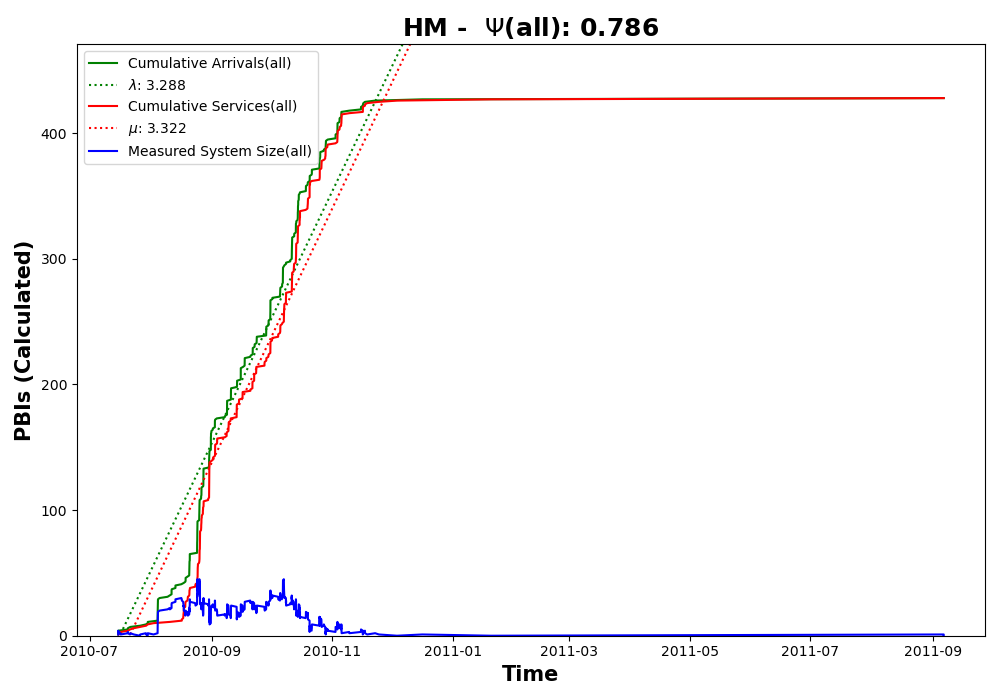 HM -  Ψ(all): 0.786
Cumulative Arrivals(all)
λ: 3.288
Cumulative Services(all)
μ: 3.322
Measured System Size(all)
PBIs (Calculated)
400
300
200
100
0
2010-07 2010-09 2010-11 2011-01 2011-03 2011-05 2011-07 2011-09
Time